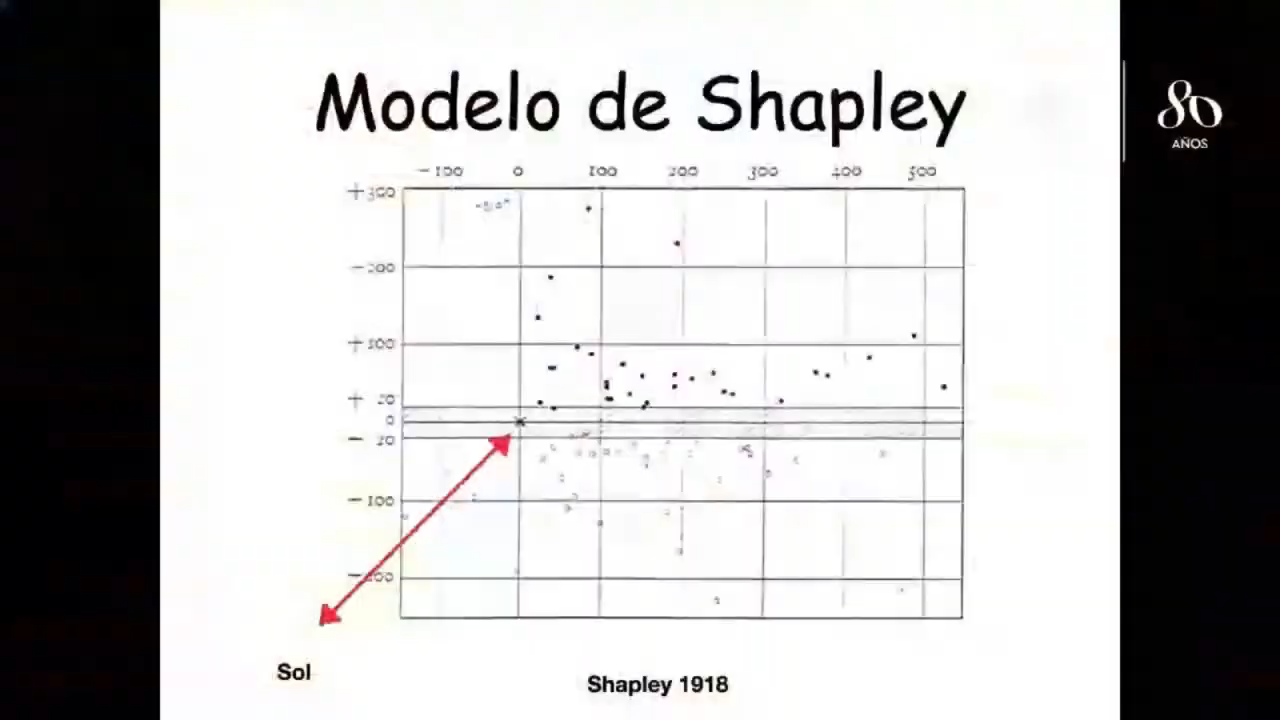 Modelo de Shapley
80
AÑOS
-100 0 100 200 300 400 500
+300
-200
+100
+ 20
0
- 20
-100
-200
Sol
Shapley 1918